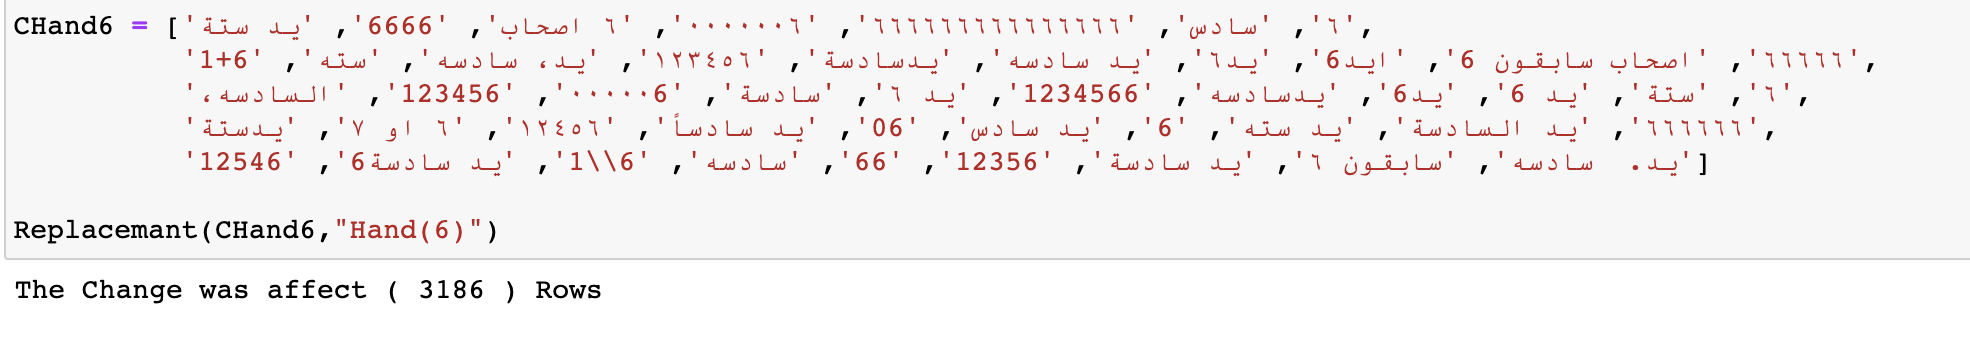 CHand6 = ['٦', 'سادس', '٦٦٦٦٦٦٦٦٦٦٦٦٦٦٦', '٠٠٠٠٠٠٦', '٦ اصحاب', '6666', 'يد ستة',
'٦٦٦٦٦', 'اصحاب سابقون 6', 'ايد6', 'يد٦', 'يد سادسه', 'يدسادسة', '١٢٣٤٥٦', 'يد، سادسه', 'سته', '6+1',
'٦', 'ستة', 'يد 6', 'يد6', 'يدسادسه', '1234566', 'يد ٦', 'سادسة', '٠٠٠٠٠6', '123456', 'السادسه،',
'٦٦٦٦٦٦', 'يد السادسة', 'يد سته', '6', 'يد سادس', '06', 'يد سادساً', '١٢٤٥٦', '٦ او ٧', 'يدستة',
'يد.  سادسه', 'سابقون ٦', 'يد سادسة', '12356', '66', 'سادسه', '6\\1', 'يد سادسة6', '12546']
Replacemant(CHand6,"Hand(6)")
The Change was affect ( 3186 ) Rows